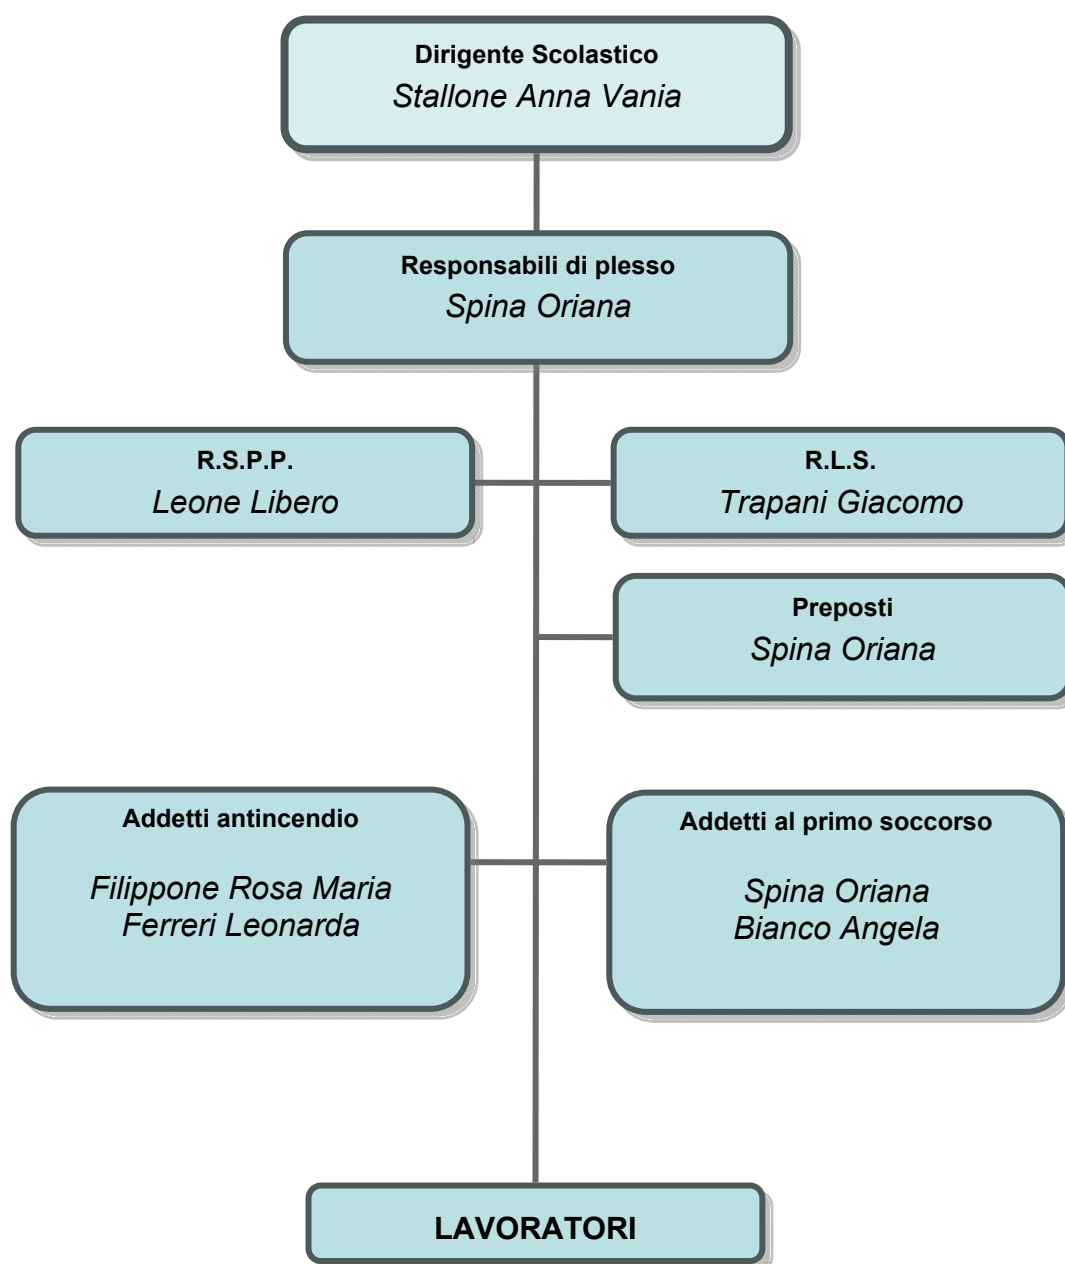 Dirigente Scolastico
Stallone Anna Vania
Responsabili di plesso
Spina Oriana
R.S.P.P.
Leone Libero
R.L.S.
Trapani Giacomo
Preposti
Spina Oriana
Addetti antincendio
Filippone Rosa Maria
Ferreri Leonarda
Addetti al primo soccorso
Spina Oriana
Bianco Angela
LAVORATORI